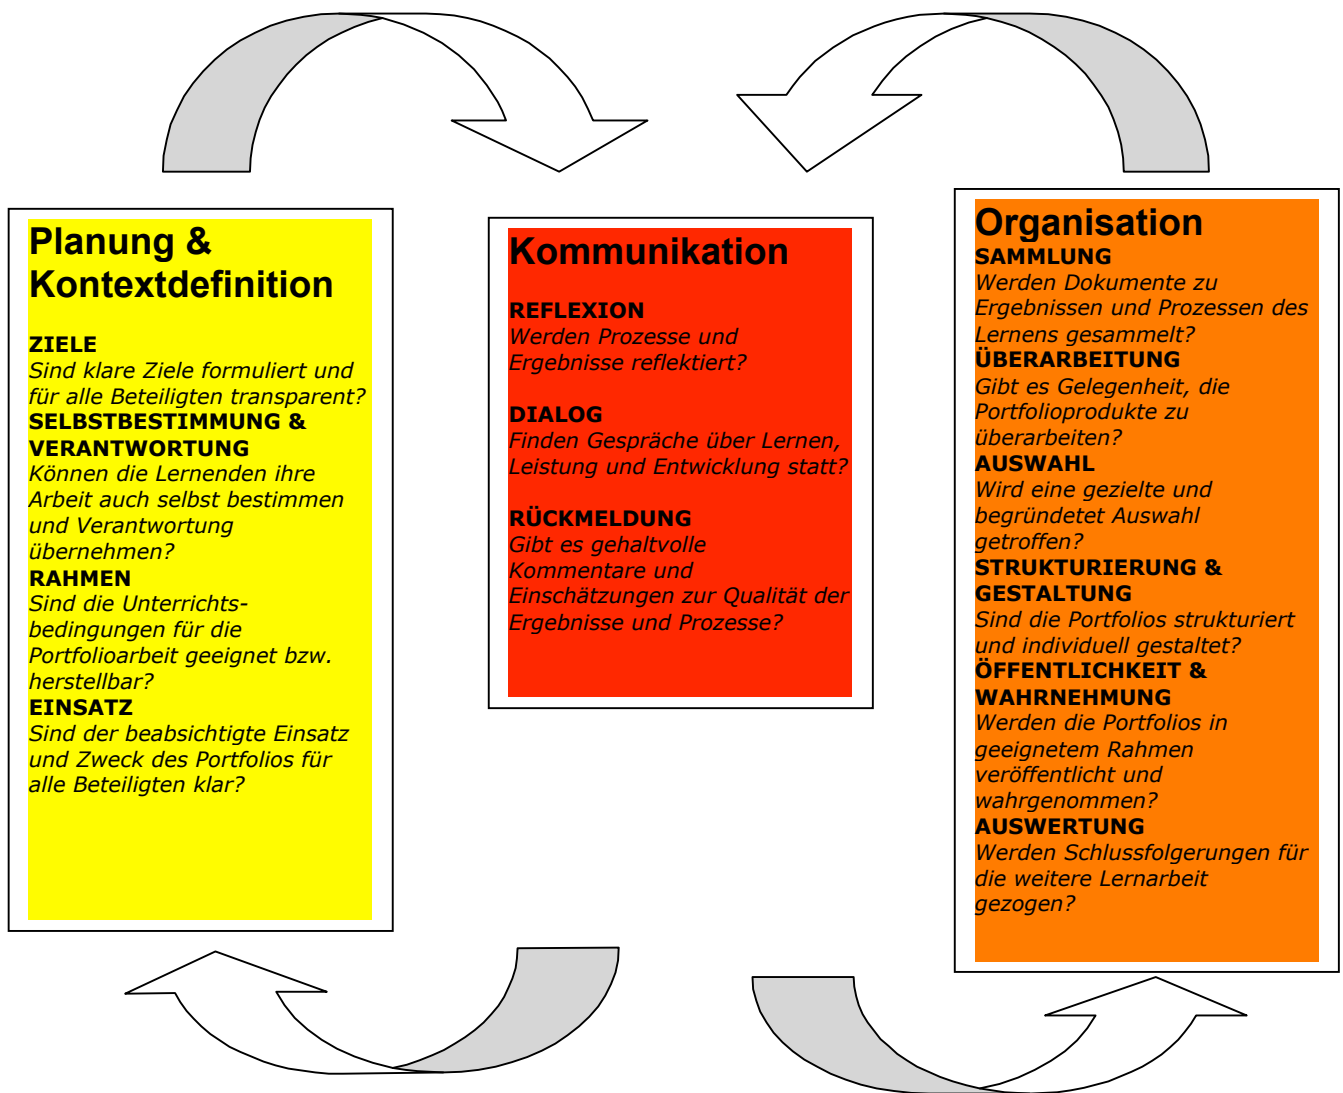 Planung &
Kontextdefinition
ZIELE
Sind klare Ziele formuliert und
für alle Beteiligten transparent?
SELBSTBESTIMMUNG &
VERANTWORTUNG
Können die Lernenden ihre
Arbeit auch selbst bestimmen
und Verantwortung
übernehmen?
RAHMEN
Sind die Unterrichts-
bedingungen für die
Portfolioarbeit geeignet bzw.
herstellbar?
EINSATZ
Sind der beabsichtigte Einsatz
und Zweck des Portfolios für
alle Beteiligten klar?
Kommunikation
REFLEXION
Werden Prozesse und
Ergebnisse reflektiert?
DIALOG
Finden Gespräche über Lernen,
Leistung und Entwicklung statt?
RÜCKMELDUNG
Gibt es gehaltvolle
Kommentare und
Einschätzungen zur Qualität der
Ergebnisse und Prozesse?
Organisation
SAMMLUNG
Werden Dokumente zu
Ergebnissen und Prozessen des
Lernens gesammelt?
ÜBERARBEITUNG
Gibt es Gelegenheit, die
Portfolioprodukte zu
überarbeiten?
AUSWAHL
Wird eine gezielte und
begründetet Auswahl
getroffen?
STRUKTURIERUNG &
GESTALTUNG
Sind die Portfolios strukturiert
und individuell gestaltet?
ÖFFENTLICHKEIT &
WAHRNEHMUNG
Werden die Portfolios in
geeignetem Rahmen
veröffentlicht und
wahrgenommen?
AUSWERTUNG
Werden Schlussfolgerungen für
die weitere Lernarbeit
gezogen?